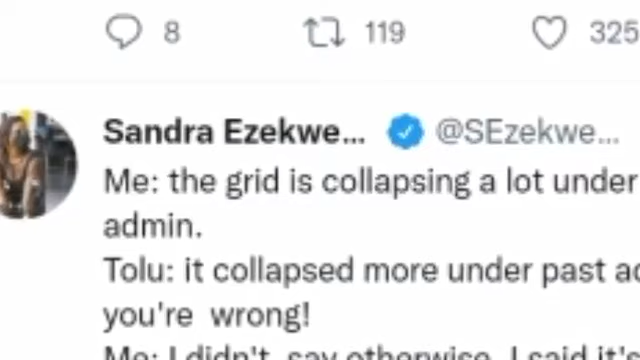 8 119 325
Sandra Ezekwe... @SEzekwe...
Me: the grid is collapsing a lot under
admin.
Tolu: it collapsed more under past ad
you're wrong!
Me: I didn't say otherwise. I said it's